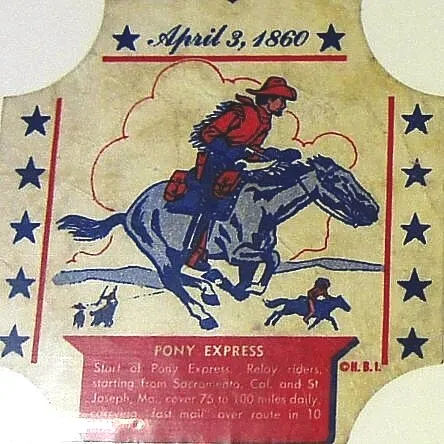 April 3, 1860
PONY EXPRESS
©H.B.I.
Start of Pony Express. Relay riders,
starting from Sacramento, Cal. and St
Joseph, Mo., cover 75 to 100 miles daily,
carrying "fast mail" over route in 10